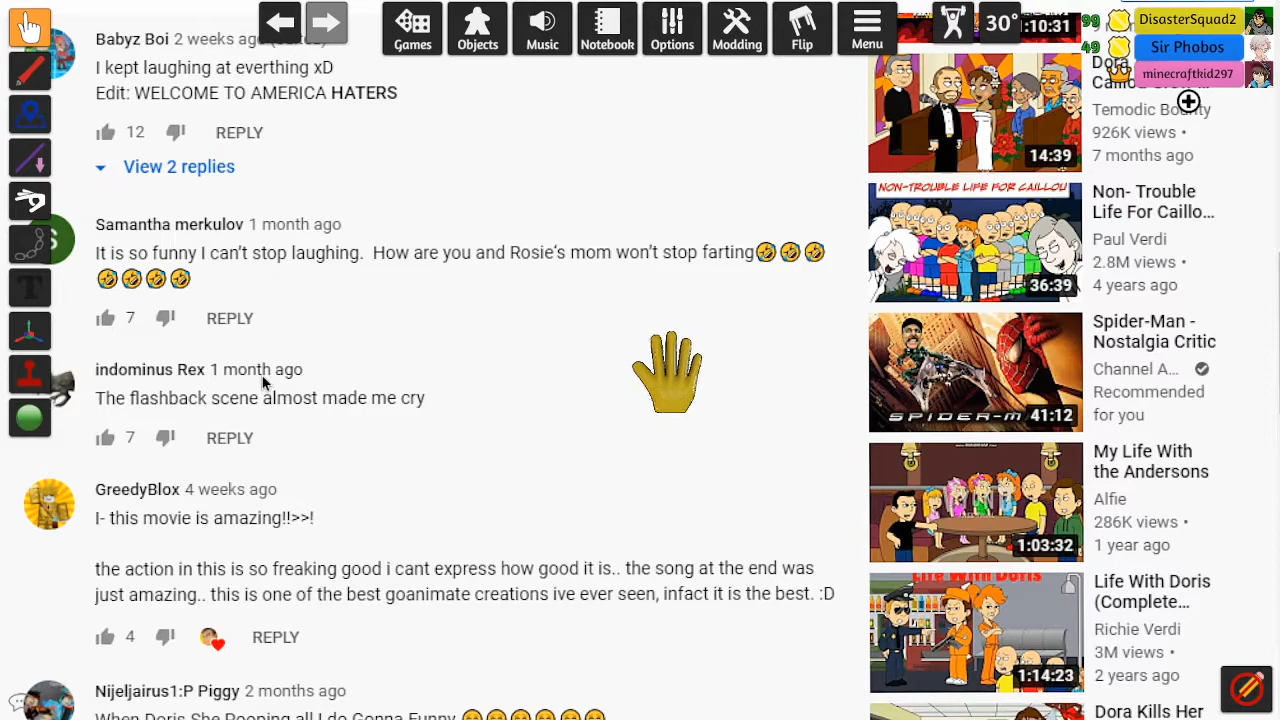 Games
Objects
Music
Notebook
Options
Modding
Flip
Menu
30°
:10:31
99
DisasterSquad2
49
Sir Phobos
minecraftkid297
Babyz Boi 2 weeks ago
I kept laughing at everthing xD
Edit: WELCOME TO AMERICA HATERS
12 REPLY
View 2 replies
Samantha merkulov 1 month ago
It is so funny I can't stop laughing. How are you and Rosie's mom won't stop farting🤣🤣🤣
🤣🤣🤣🤣
7 REPLY
indominus Rex 1 month ago
The flashback scene almost made me cry
7 REPLY
GreedyBlox 4 weeks ago
I- this movie is amazing!!>>!
the action in this is so freaking good i cant express how good it is.. the song at the end was
just amazing.. this is one of the best goanimate creations ive ever seen, infact it is the best. :D
4 REPLY
Nijeljairus1:P Piggy 2 months ago
When Doris She Pooping all I do Gonna Funny
Dora
Temodic Bounty
926K views •
7 months ago
14:39
NON-TROUBLE LIFE FOR CAILLOU
36:39
Non- Trouble
Life For Caillo...
Paul Verdi
2.8M views •
4 years ago
SPIDER-M
41:12
Spider-Man -
Nostalgia Critic
Channel A...
Recommended
for you
1:03:32
My Life With
the Andersons
Alfie
286K views •
1 year ago
Life With Doris
1:14:23
Life With Doris
(Complete...
Richie Verdi
3M views •
2 years ago
Dora Kills Her